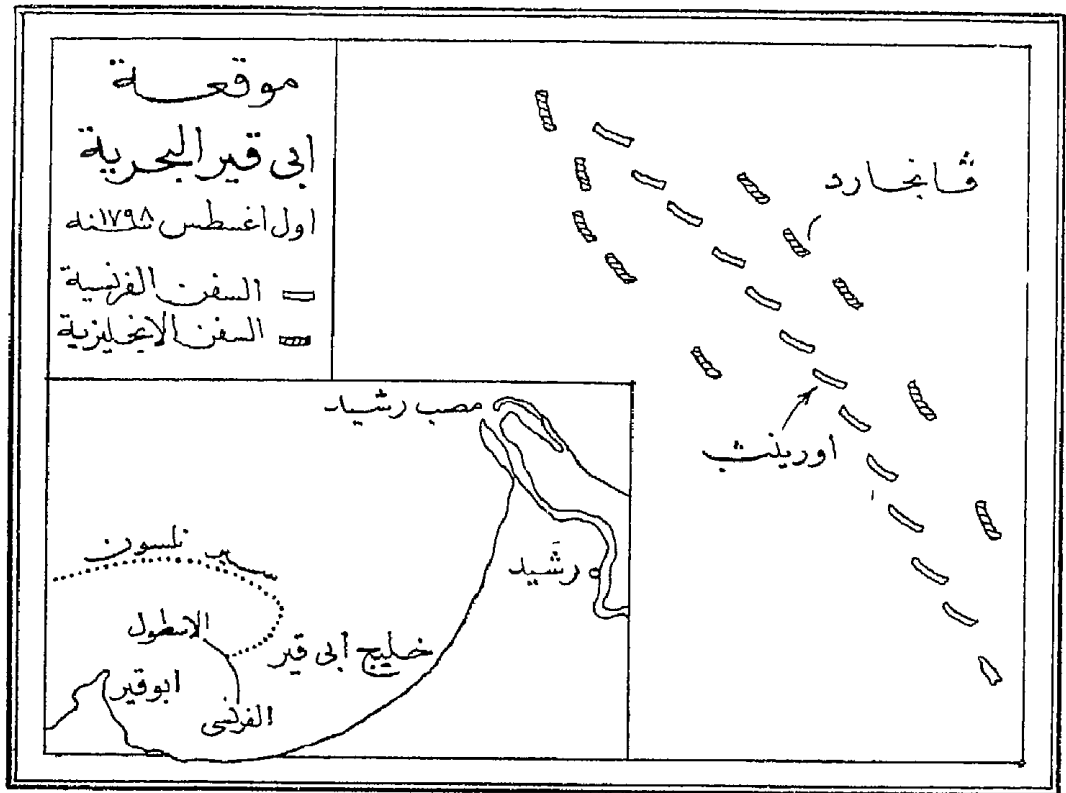 موقعة
ابى قير البحرية
اول اغسطس سنة ١٧٩٨
السفن الفرنسية
السفن الانجليزية
ڤانجارد
اورينت
مصب رشيد
رشيد
سير نلسون
الاسطول
الفرنسى
خليج ابى قير
ابوقير